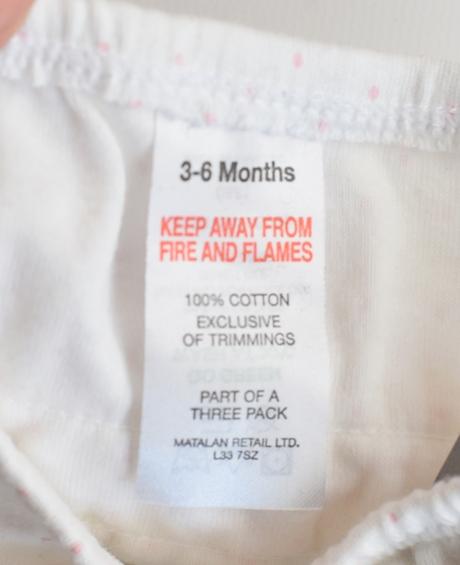 3-6 Months
KEEP AWAY FROM
FIRE AND FLAMES
100% COTTON
EXCLUSIVE
OF TRIMMINGS
PART OF A
THREE PACK
MATALAN RETAIL LTD.
L33 7SZ